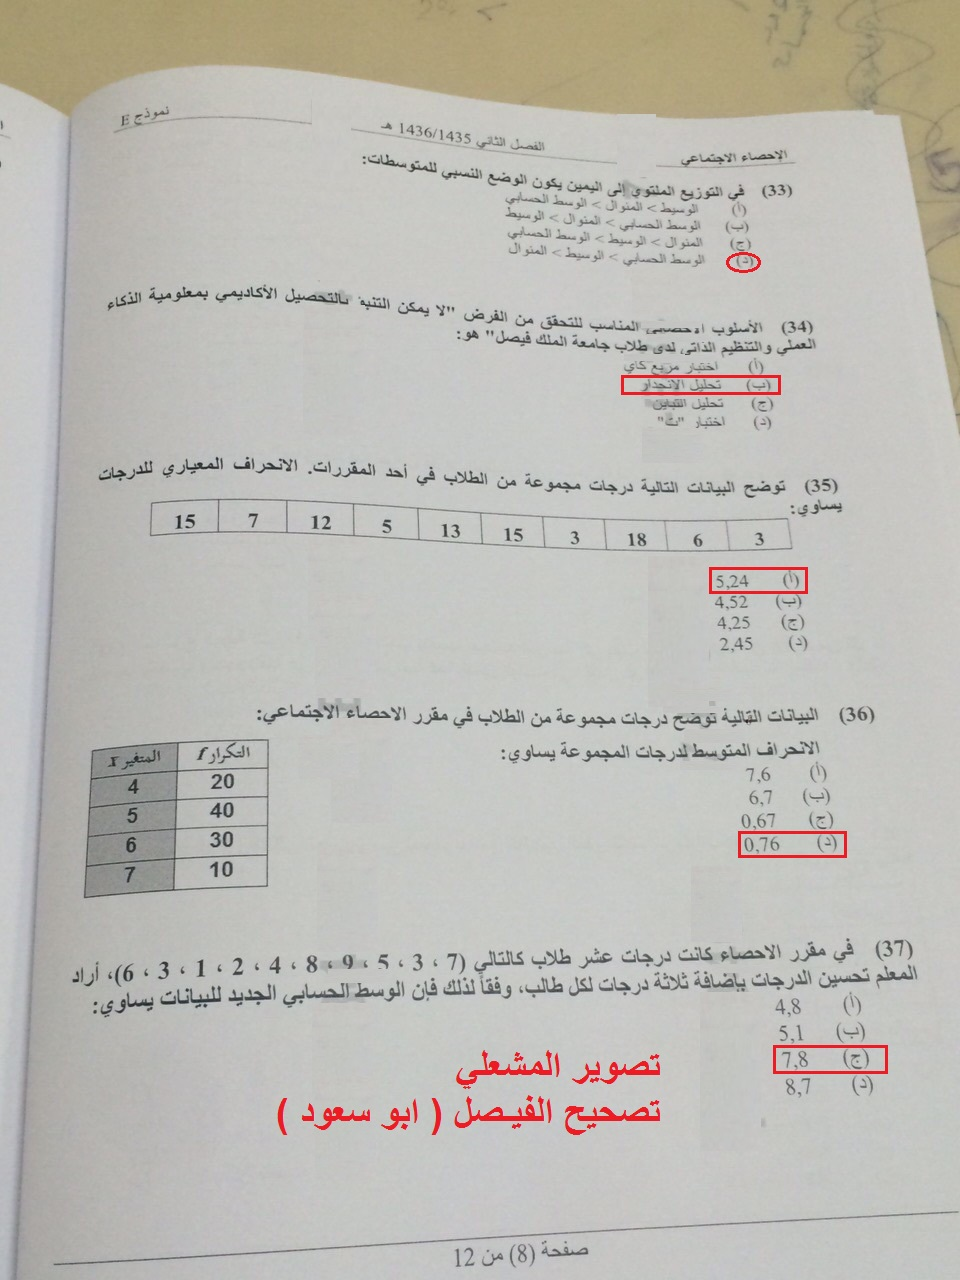 الإحصاء الاجتماعي
الفصل الثاني 1436/1435 هـ
نموذج E
(33) في التوزيع الملتوي إلى اليمين يكون الوضع النسبي للمتوسطات:
(أ) الوسيط > المنوال > الوسط الحسابي
(ب) الوسط الحسابي > المنوال > الوسيط
(ج) المنوال > الوسيط > الوسط الحسابي
(د) الوسط الحسابي > الوسيط > المنوال
(34) الأسلوب الإحصائي المناسب للتحقق من الفرض "لا يمكن التنبؤ بالتحصيل الأكاديمي بمعلومية الذكاء
العملي والتنظيم الذاتي لدى طلاب جامعة الملك فيصل" هو:
(أ) اختبار مربع كاي
(ب) تحليل الانحدار
(ج) تحليل التباين
(د) اختبار "ت"
(35) توضح البيانات التالية درجات مجموعة من الطلاب في أحد المقررات. الانحراف المعياري للدرجات
يساوي:
15 7 12 5 13 15 3 18 6 3
(أ) 5,24
(ب) 4,52
(ج) 4,25
(د) 2,45
(36) البيانات التالية توضح درجات مجموعة من الطلاب في مقرر الاحصاء الاجتماعي:
الانحراف المتوسط لدرجات المجموعة يساوي:
(أ) 7,6
(ب) 6,7
(ج) 0,67
(د) 0,76
المتغير x التكرار f
4 20
5 40
6 30
7 10
(37) في مقرر الاحصاء كانت درجات عشر طلاب كالتالي (7 ، 3 ، 5 ، 9 ، 8 ، 4 ، 2 ، 1 ، 3 ، 6)، أراد
المعلم تحسين الدرجات بإضافة ثلاثة درجات لكل طالب، وفقاً لذلك فإن الوسط الحسابي الجديد للبيانات يساوي:
(أ) 4,8
(ب) 5,1
(ج) 7,8
(د) 8,7
تصوير المشعلي
تصحيح الفيصل ( ابو سعود )
صفحة (8) من 12